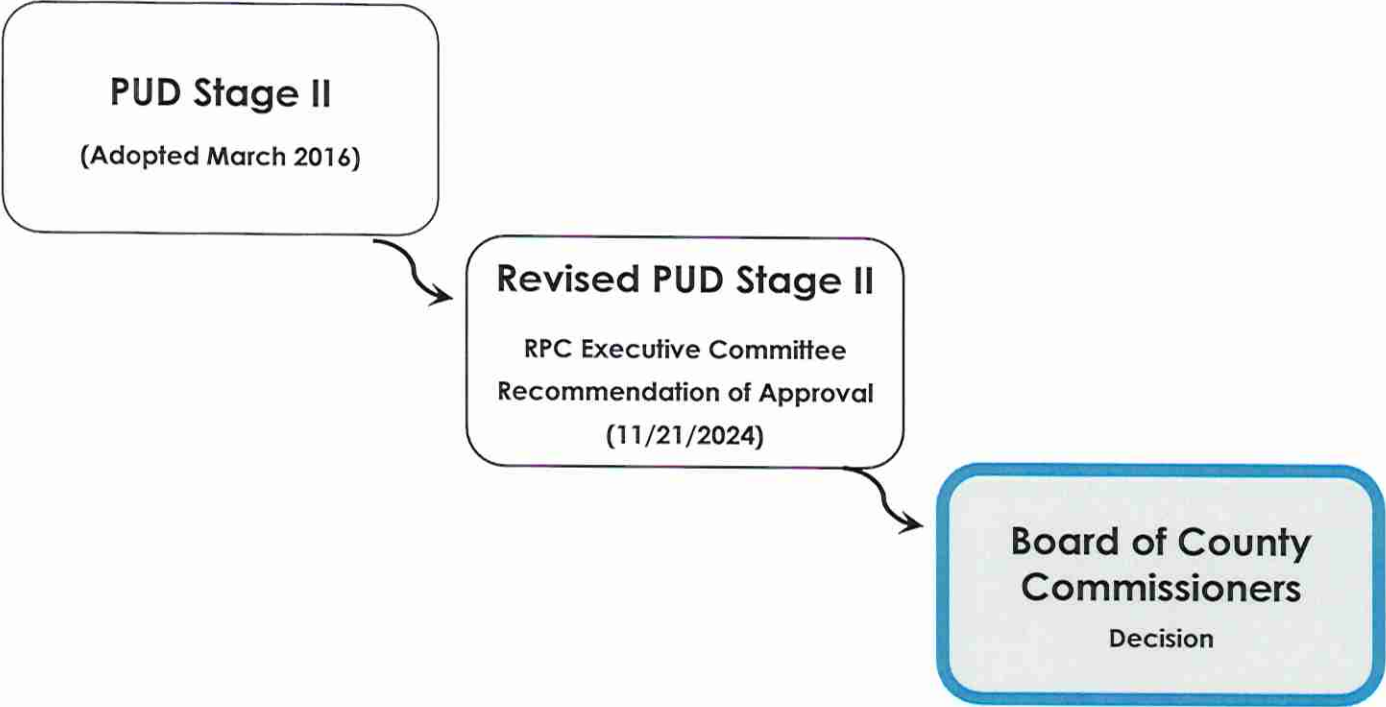 PUD Stage II
(Adopted March 2016)
Revised PUD Stage II
RPC Executive Committee
Recommendation of Approval
(11/21/2024)
Board of County
Commissioners
Decision